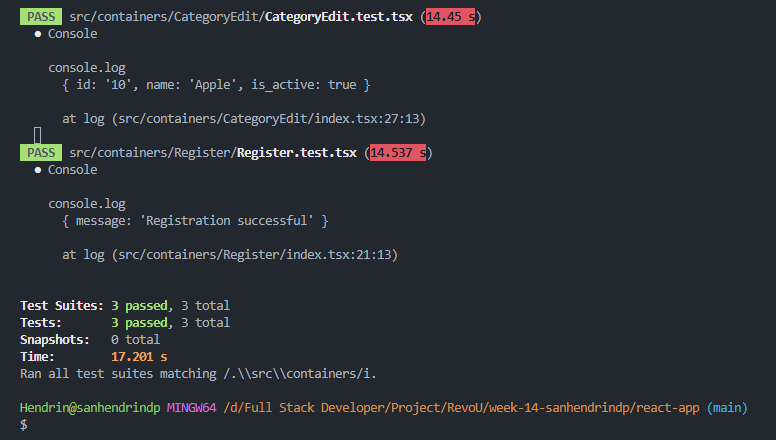 PASS src/containers/CategoryEdit/CategoryEdit.test.tsx (14.45 s)
● Console
console.log
{ id: '10', name: 'Apple', is_active: true }
at log (src/containers/CategoryEdit/index.tsx:27:13)
PASS src/containers/Register/Register.test.tsx (14.537 s)
● Console
console.log
{ message: 'Registration successful' }
at log (src/containers/Register/index.tsx:21:13)
Test Suites: 3 passed, 3 total
Tests: 3 passed, 3 total
Snapshots: 0 total
Time: 17.201 s
Ran all test suites matching /.\\src\\containers/i.
Hendrin@sanhendrindp MINGW64 /d/Full Stack Developer/Project/RevoU/week-14-sanhendrindp/react-app (main)
$